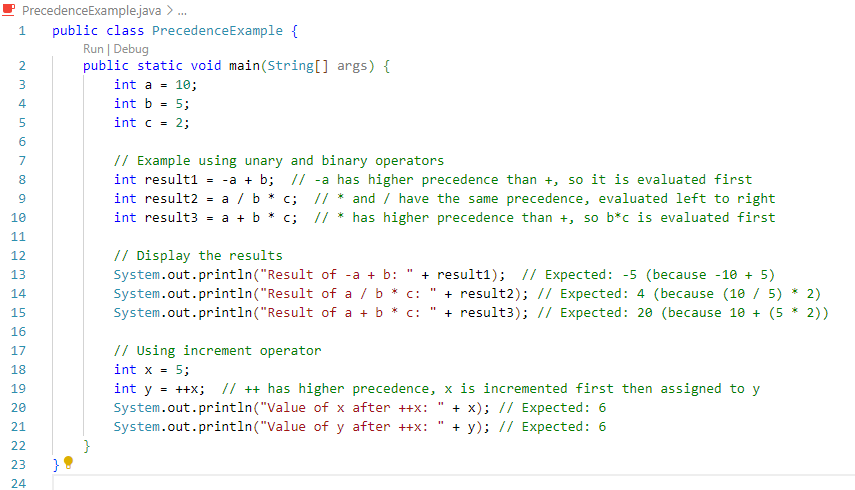 PrecedenceExample.java > ...
1 public class PrecedenceExample {
Run | Debug
2 public static void main(String[] args) {
3 int a = 10;
4 int b = 5;
5 int c = 2;
6
7 // Example using unary and binary operators
8 int result1 = -a + b;  // -a has higher precedence than +, so it is evaluated first
9 int result2 = a / b * c;  // * and / have the same precedence, evaluated left to right
10 int result3 = a + b * c;  // * has higher precedence than +, so b*c is evaluated first
11
12 // Display the results
13 System.out.println("Result of -a + b: " + result1);  // Expected: -5 (because -10 + 5)
14 System.out.println("Result of a / b * c: " + result2); // Expected: 4 (because (10 / 5) * 2)
15 System.out.println("Result of a + b * c: " + result3); // Expected: 20 (because 10 + (5 * 2))
16
17 // Using increment operator
18 int x = 5;
19 int y = ++x;  // ++ has higher precedence, x is incremented first then assigned to y
20 System.out.println("Value of x after ++x: " + x); // Expected: 6
21 System.out.println("Value of y after ++x: " + y); // Expected: 6
22 }
23 }
24